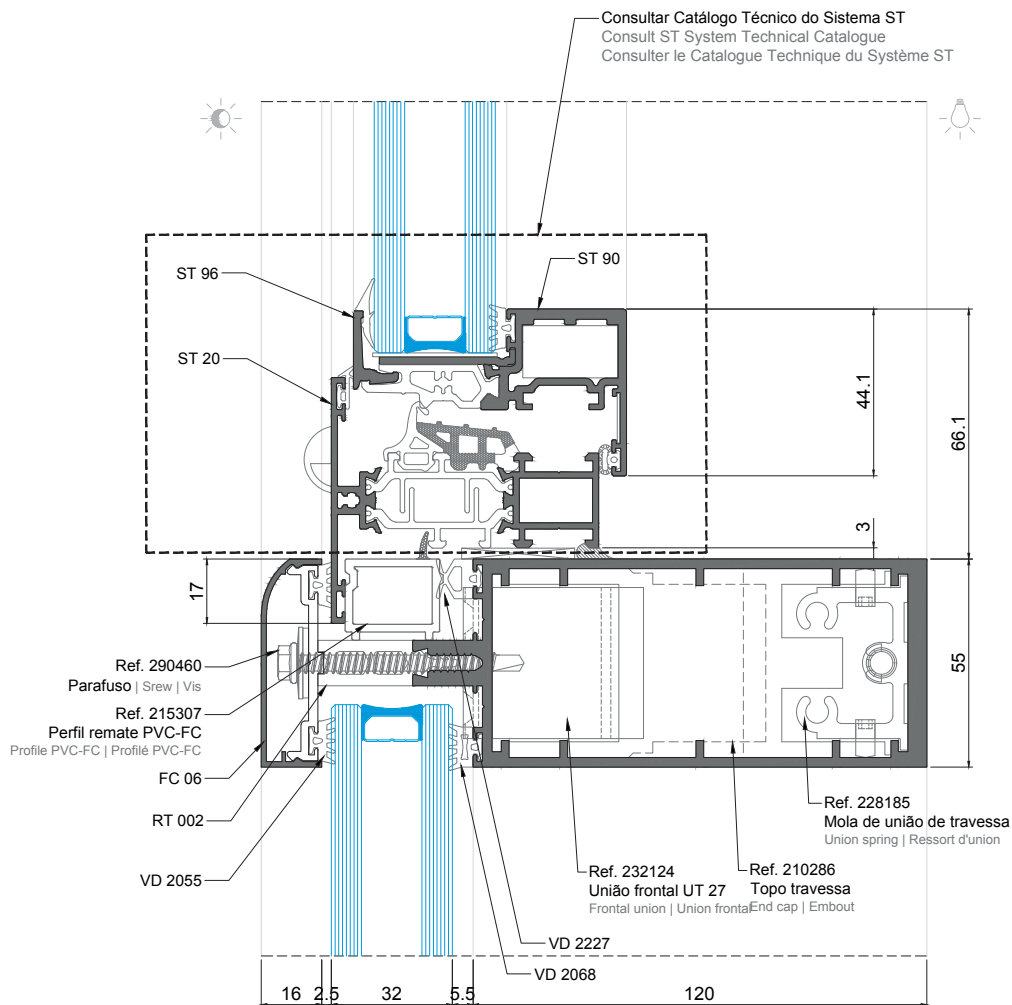 Consultar Catálogo Técnico do Sistema ST
Consult ST System Technical Catalogue
Consulter le Catalogue Technique du Système ST
ST 96
ST 90
ST 20
44.1
66.1
3
17
55
Ref. 290460
Parafuso | Srew | Vis
Ref. 215307
Perfil remate PVC-FC
Profile PVC-FC | Profilé PVC-FC
FC 06
RT 002
VD 2055
Ref. 228185
Mola de união de travessa
Union spring | Ressort d'union
Ref. 232124
União frontal UT 27
Frontal union | Union frontal
Ref. 210286
Topo travessa
End cap | Embout
VD 2227
VD 2068
16 2.5 32 5.5 120